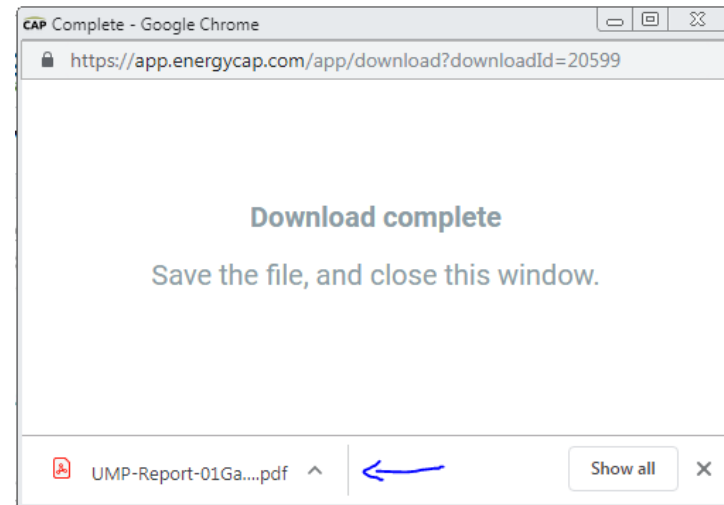 CAP Complete - Google Chrome
https://app.energycap.com/app/download?downloadId=20599
Download complete
Save the file, and close this window.
UMP-Report-01Ga....pdf
Show all